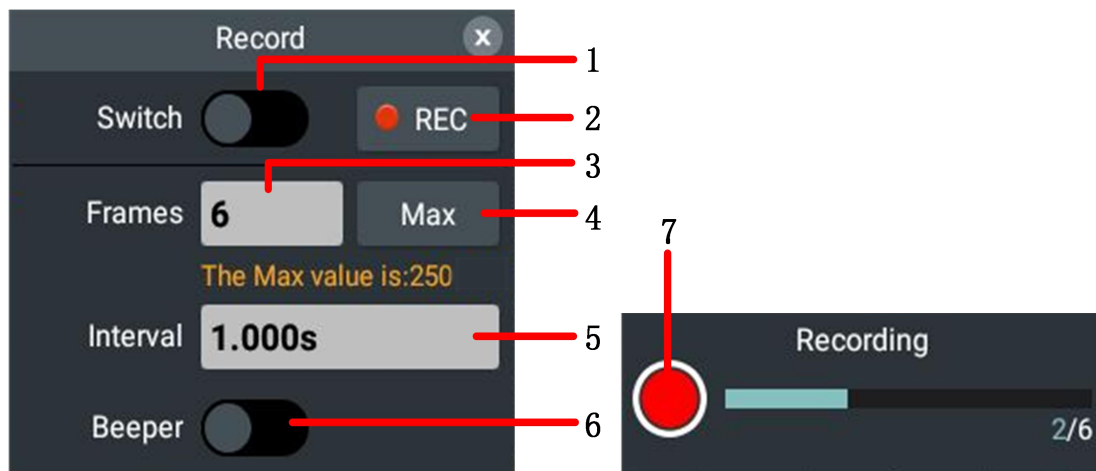 Record x
1
Switch REC 2
3
Frames 6 Max 4
The Max value is:250
Interval 1.000s 5
Beeper 6
7
Recording
2/6